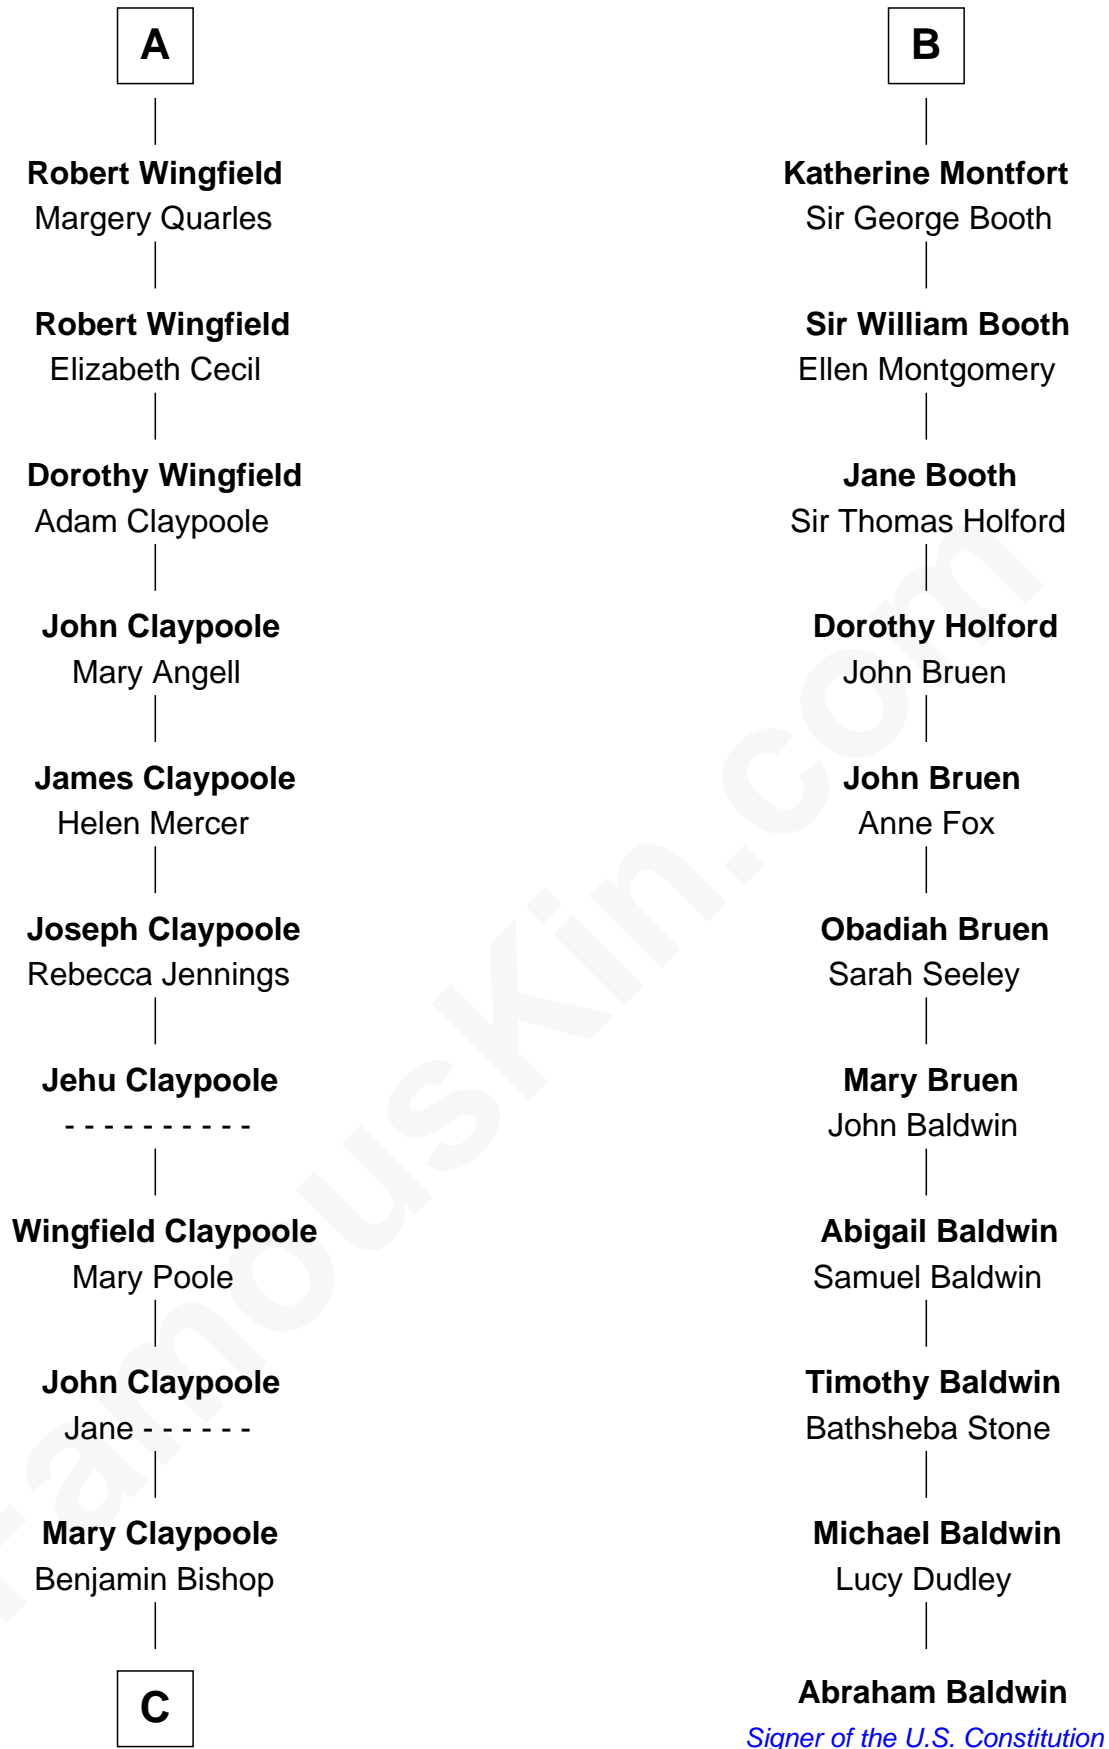 A
Robert Wingfield
Margery Quarles
Robert Wingfield
Elizabeth Cecil
Dorothy Wingfield
Adam Claypoole
John Claypoole
Mary Angell
James Claypoole
Helen Mercer
Joseph Claypoole
Rebecca Jennings
Jehu Claypoole
- - - - - - - - - -
Wingfield Claypoole
Mary Poole
John Claypoole
Jane - - - - - -
Mary Claypoole
Benjamin Bishop
C
B
Katherine Montfort
Sir George Booth
Sir William Booth
Ellen Montgomery
Jane Booth
Sir Thomas Holford
Dorothy Holford
John Bruen
John Bruen
Anne Fox
Obadiah Bruen
Sarah Seeley
Mary Bruen
John Baldwin
Abigail Baldwin
Samuel Baldwin
Timothy Baldwin
Bathsheba Stone
Michael Baldwin
Lucy Dudley
Abraham Baldwin
Signer of the U.S. Constitution
FamousKin.com